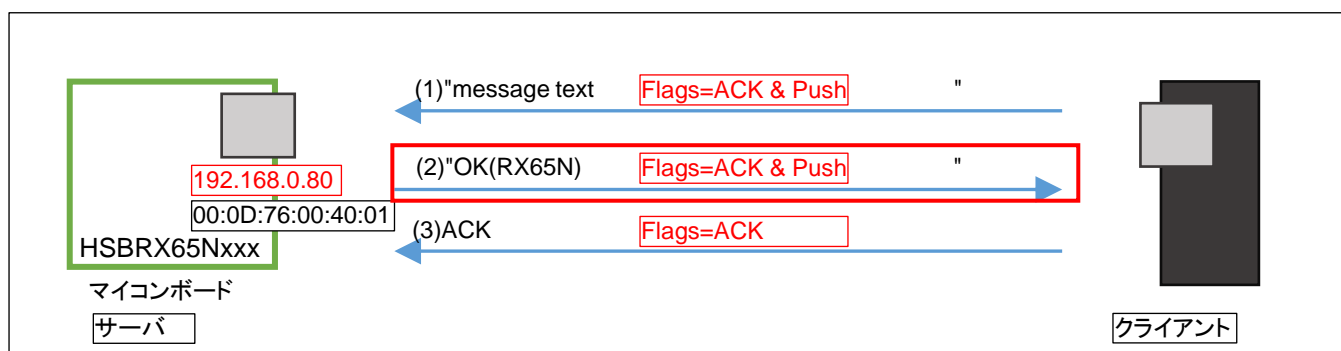 (1)"message text Flags=ACK & Push "
(2)"OK(RX65N) Flags=ACK & Push "
192.168.0.80
00:0D:76:00:40:01
(3)ACK Flags=ACK
HSBRX65Nxxx
マイコンボード
サーバ
クライアント